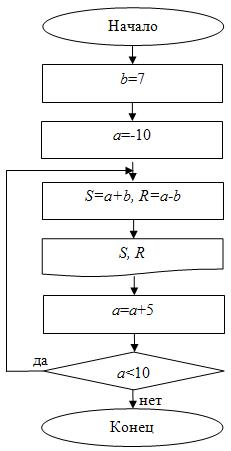 Начало
b=7
a=-10
S=a+b, R=a-b
S, R
a=a+5
да
a<10
нет
Конец